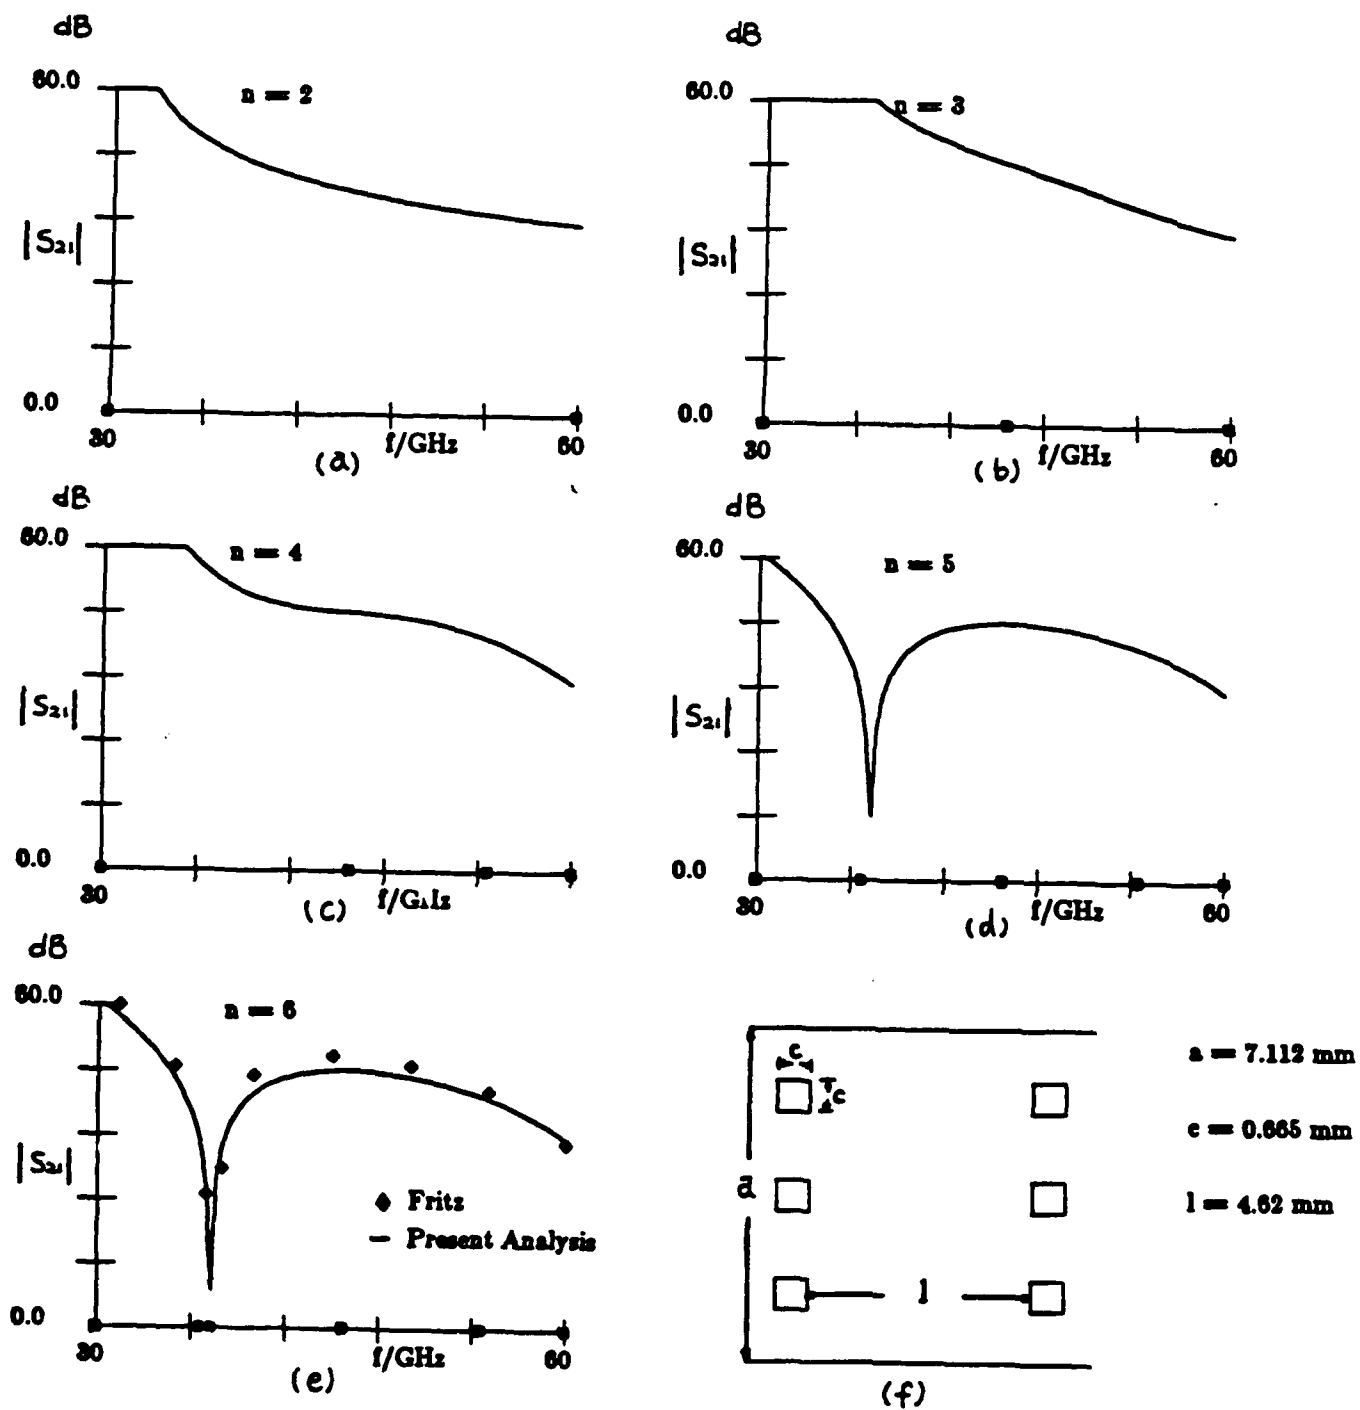 dB
60.0
n = 2
|S₂₁|
0.0
30
f/GHz
60
(a)
dB
60.0
n = 3
|S₂₁|
0.0
30
f/GHz
60
(b)
dB
60.0
n = 4
|S₂₁|
0.0
30
f/GHz
(c)
dB
60.0
n = 5
|S₂₁|
0.0
30
f/GHz
60
(d)
dB
60.0
n = 6
|S₂₁|
◆ Fritz
— Present Analysis
0.0
30
f/GHz
60
(e)
c
c
a
l
a = 7.112 mm
c = 0.665 mm
l = 4.62 mm
(f)